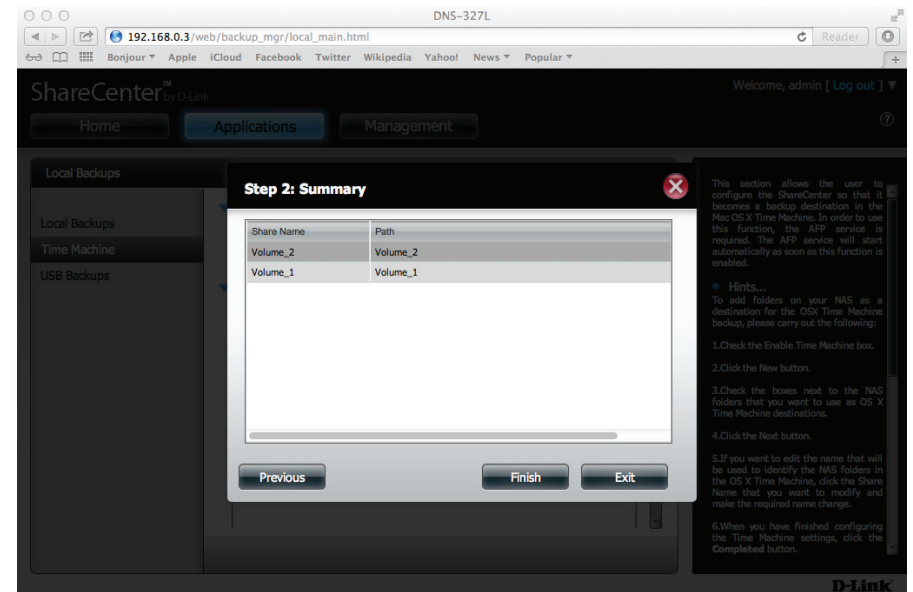 DNS-327L
192.168.0.3/web/backup_mgr/local_main.html
Reader
Bonjour Apple iCloud Facebook Twitter Wikipedia Yahoo! News Popular
ShareCenter™ by D-Link
Welcome, admin [ Log out ]
Home Applications Management
Local Backups
Local Backups
Time Machine
USB Backups
Step 2: Summary
Share Name Path
Volume_2 Volume_2
Volume_1 Volume_1
Previous Finish Exit
This section allows the user to
configure the ShareCenter so that it
becomes a backup destination in the
Mac OS X Time Machine. In order to use
this function, the AFP service is
required. The AFP service will start
automatically as soon as this function is
enabled.
Hints...
To add folders on your NAS as a
destination for the OSX Time Machine
backup, please carry out the following:
1.Check the Enable Time Machine box.
2.Click the New button.
3.Check the boxes next to the NAS
folders that you want to use as OS X
Time Machine destinations.
4.Click the Next button.
5.If you want to edit the name that will
be used to identify the NAS folders in
the OS X Time Machine, click the Share
Name that you want to modify and
make the required name change.
6.When you have finished configuring
the Time Machine settings, click the
Completed button.
D-Link